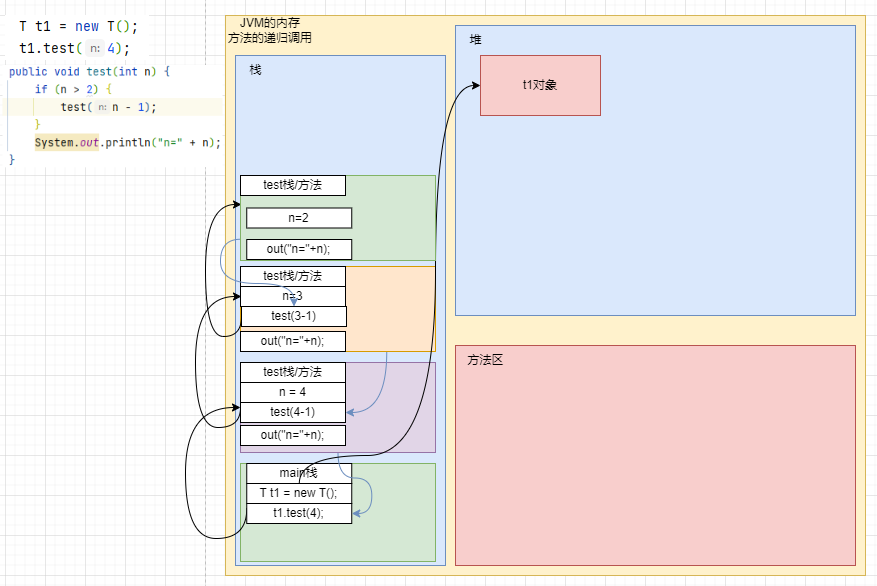 T t1 = new T();
t1.test( n: 4);
public void test(int n) {
if (n > 2) {
test( n: n - 1);
}
System.out.println("n=" + n);
}
JVM的内存
方法的递归调用
栈
test栈/方法
n=2
out("n="+n);
test栈/方法
n=3
test(3-1)
out("n="+n);
test栈/方法
n = 4
test(4-1)
out("n="+n);
main栈
T t1 = new T();
t1.test(4);
堆
t1对象
方法区